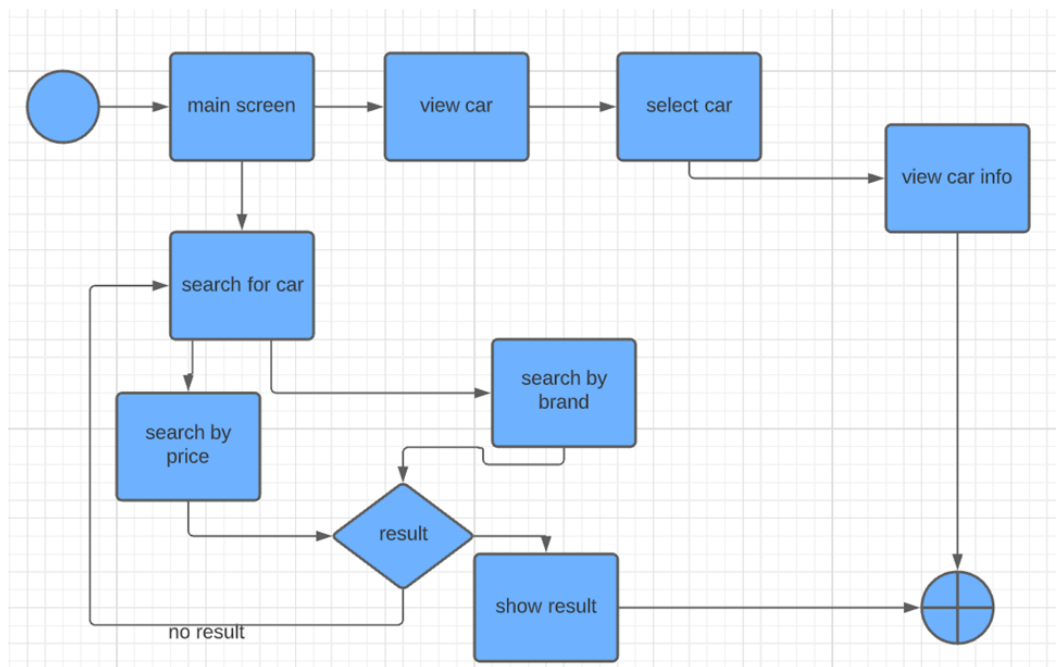 main screen
view car
select car
view car info
search for car
search by
brand
search by
price
result
show result
no result